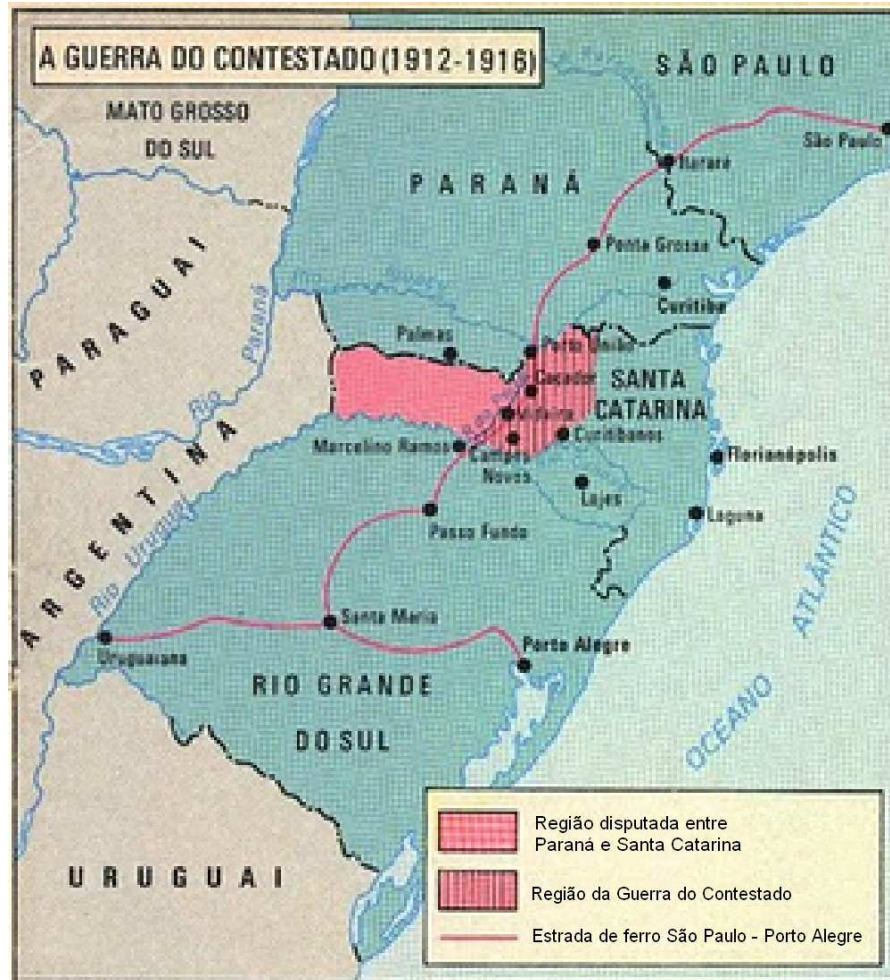 A GUERRA DO CONTESTADO (1912-1916)
SÃO PAULO
MATO GROSSO
DO SUL
São Paulo
Itararé
PARANÁ
Ponta Grossa
PARAGUAI
Rio Paraná
Curitiba
Palmas
Porto União
Caçador
SANTA
CATARINA
Videira
Curitibanos
Marcelino Ramos
Campos
Novos
Florianópolis
Lajes
Laguna
Passo Fundo
ARGENTINA
Rio Uruguai
ATLÂNTICO
OCEANO
Santa Maria
Uruguaiana
Porto Alegre
RIO GRANDE
DO SUL
URUGUAI
Região disputada entre
Paraná e Santa Catarina
Região da Guerra do Contestado
Estrada de ferro São Paulo - Porto Alegre